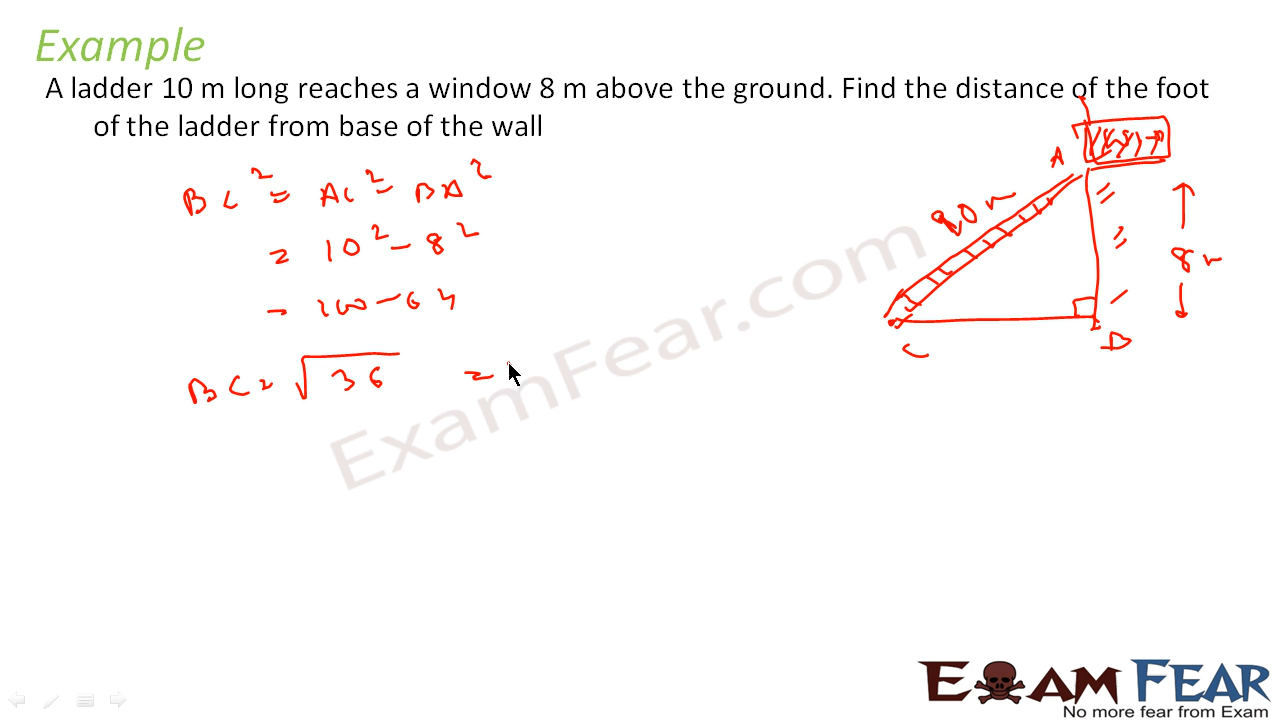 Example
A ladder 10 m long reaches a window 8 m above the ground. Find the distance of the foot
of the ladder from base of the wall
BC² = AC² - BA²
= 10² - 8²
= 100 - 64
BC = √36 =
A
10 m
8 m
C
B
ExamFear.com
EXAM FEAR
No more fear from Exam